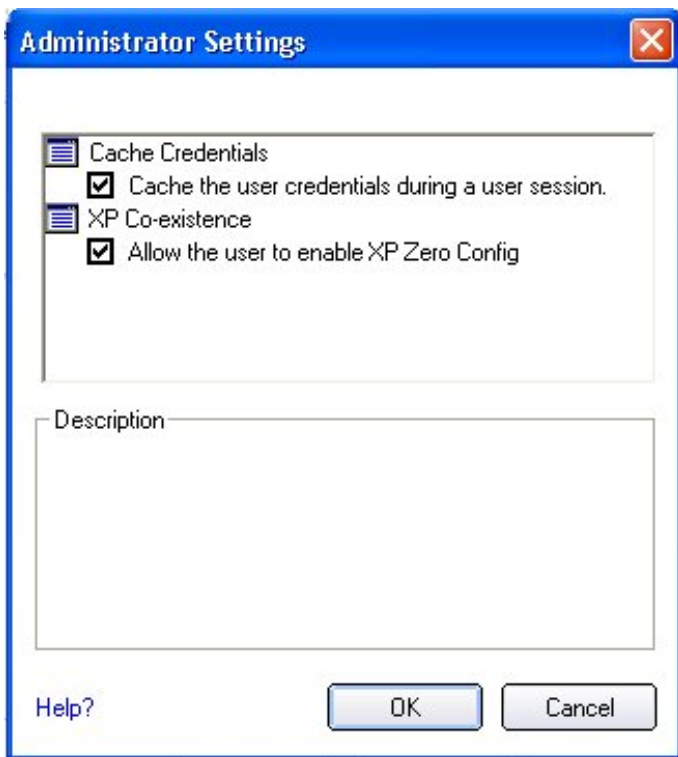 Administrator Settings
Cache Credentials
Cache the user credentials during a user session.
XP Co-existence
Allow the user to enable XP Zero Config
Description
Help?
OK
Cancel